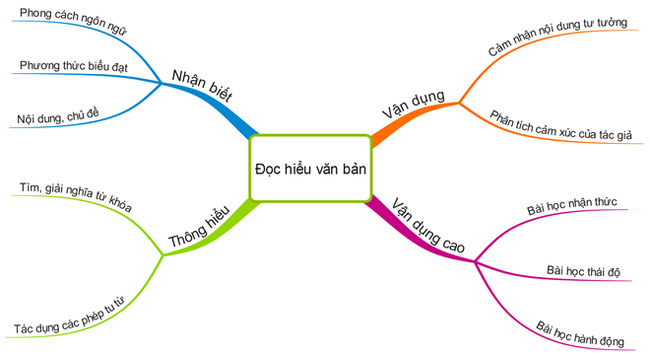 Đọc hiểu văn bản
Nhận biết
Phong cách ngôn ngữ
Phương thức biểu đạt
Nội dung, chủ đề
Thông hiểu
Tìm, giải nghĩa từ khóa
Tác dụng các phép tu từ
Vận dụng
Cảm nhận nội dung tư tưởng
Phân tích cảm xúc của tác giả
Vận dụng cao
Bài học nhận thức
Bài học thái độ
Bài học hành động